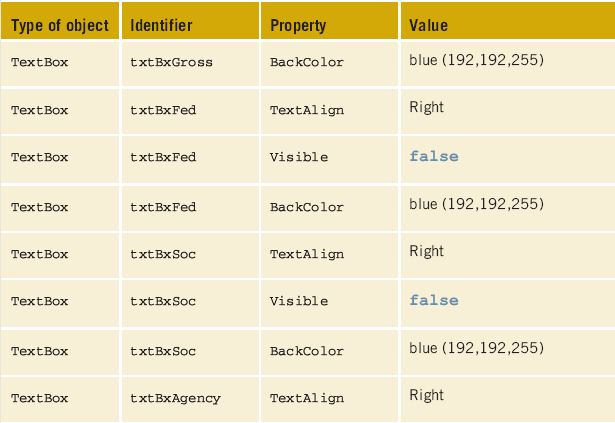 Type of object Identifier Property Value
TextBox txtBxGross BackColor blue (192,192,255)
TextBox txtBxFed TextAlign Right
TextBox txtBxFed Visible false
TextBox txtBxFed BackColor blue (192,192,255)
TextBox txtBxSoc TextAlign Right
TextBox txtBxSoc Visible false
TextBox txtBxSoc BackColor blue (192,192,255)
TextBox txtBxAgency TextAlign Right